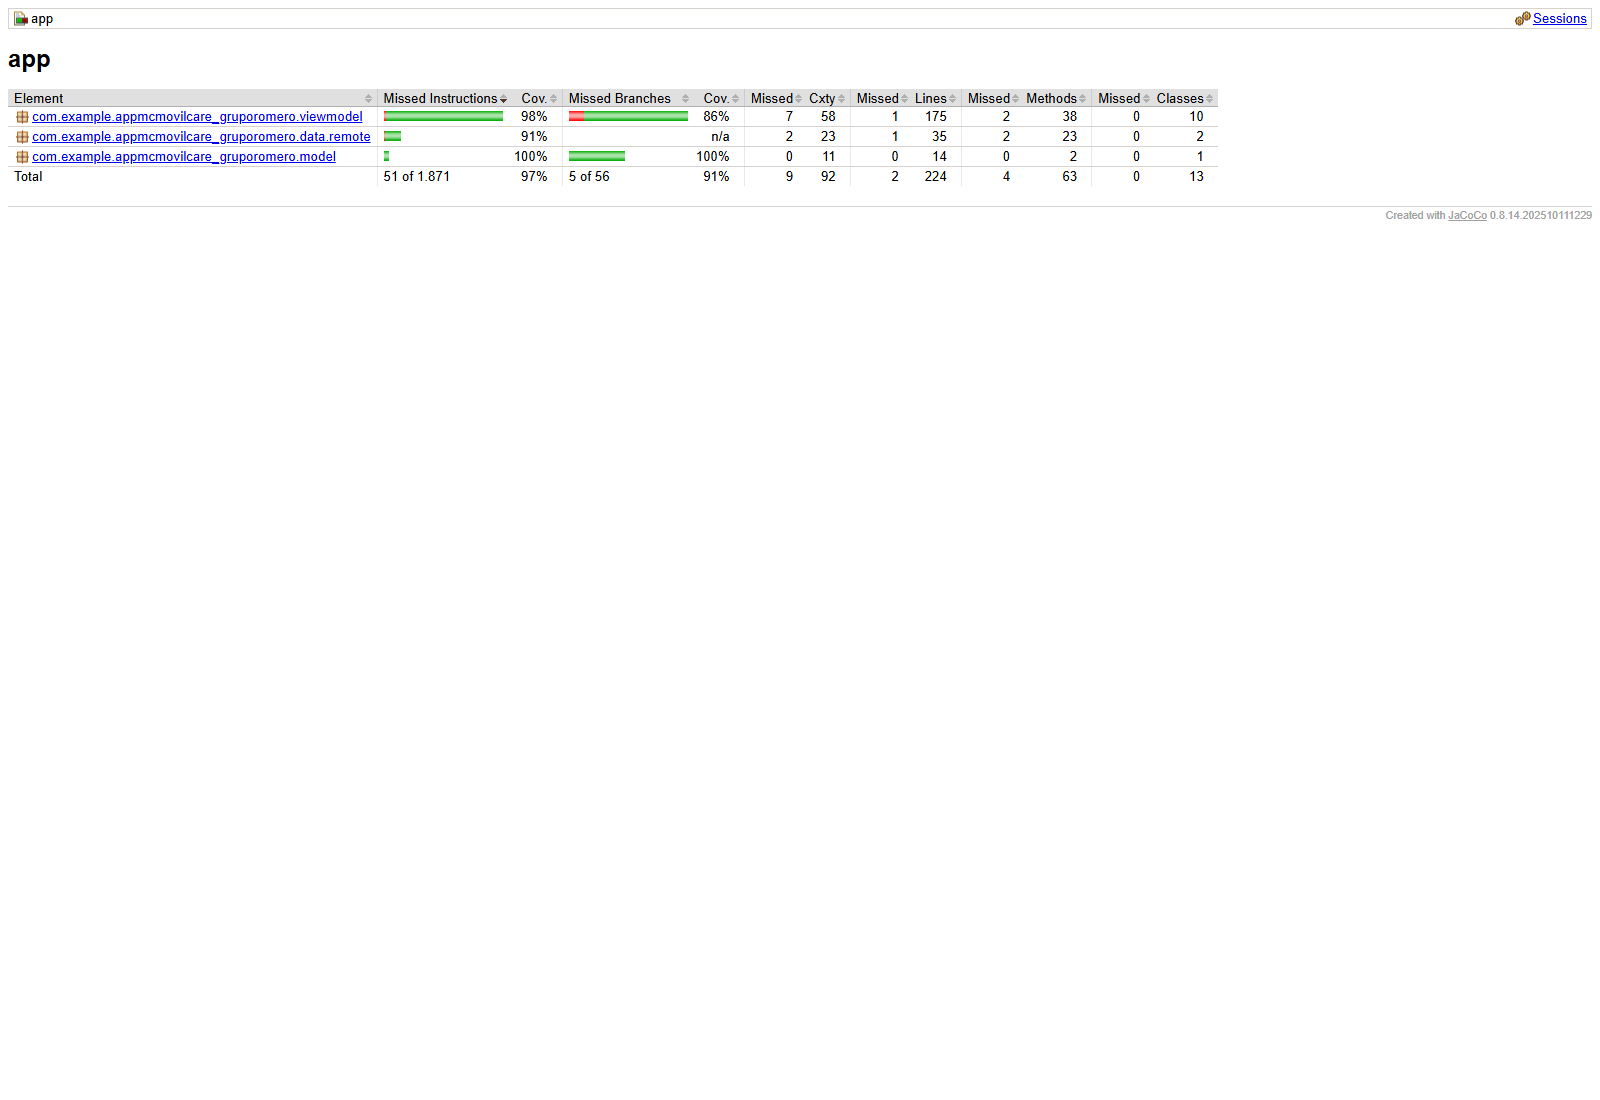 app Sessions
app
Element Missed Instructions Cov. Missed Branches Cov. Missed Cxty Missed Lines Missed Methods Missed Classes
com.example.appmcmovilcare_gruporomero.viewmodel 98% 86% 7 58 1 175 2 38 0 10
com.example.appmcmovilcare_gruporomero.data.remote 91% n/a 2 23 1 35 2 23 0 2
com.example.appmcmovilcare_gruporomero.model 100% 100% 0 11 0 14 0 2 0 1
Total 51 of 1.871 97% 5 of 56 91% 9 92 2 224 4 63 0 13
Created with JaCoCo 0.8.14.202510111229